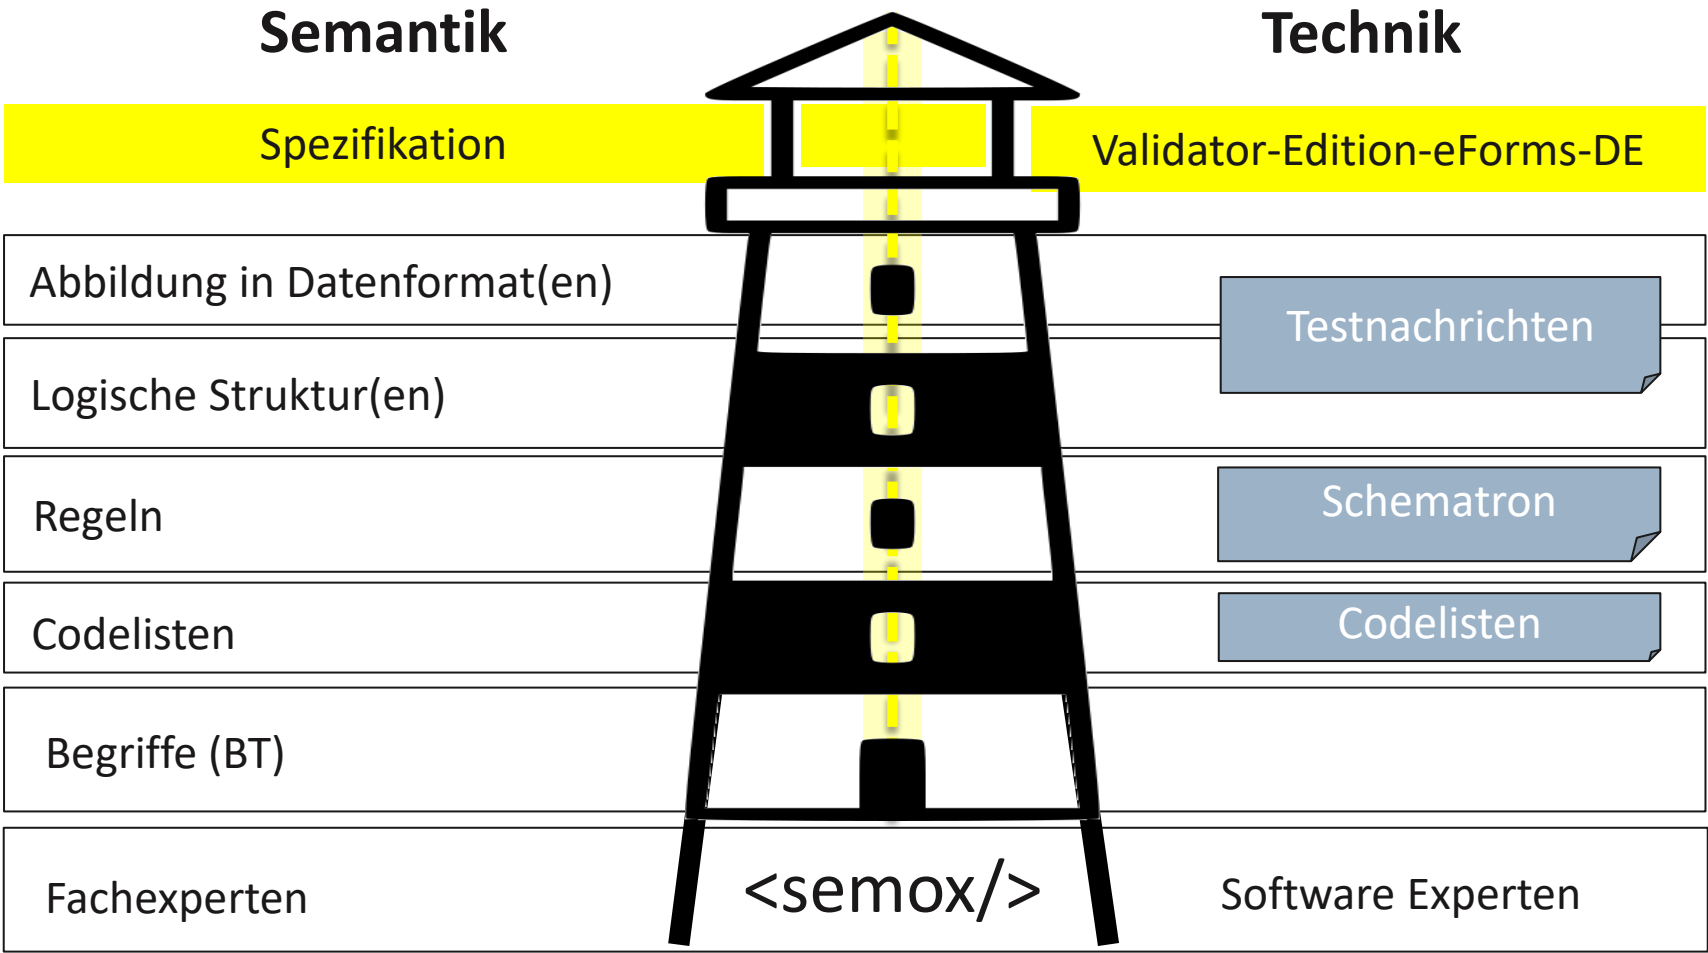 Semantik
Technik
Spezifikation
Validator-Edition-eForms-DE
Abbildung in Datenformat(en)
Testnachrichten
Logische Struktur(en)
Regeln
Schematron
Codelisten
Codelisten
Begriffe (BT)
Fachexperten
<semox/>
Software Experten